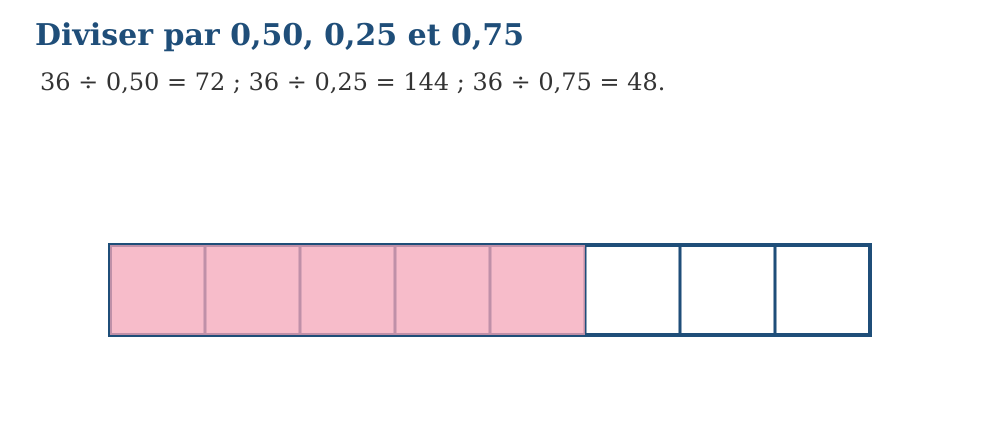 Diviser par 0,50, 0,25 et 0,75
36 ÷ 0,50 = 72 ; 36 ÷ 0,25 = 144 ; 36 ÷ 0,75 = 48.